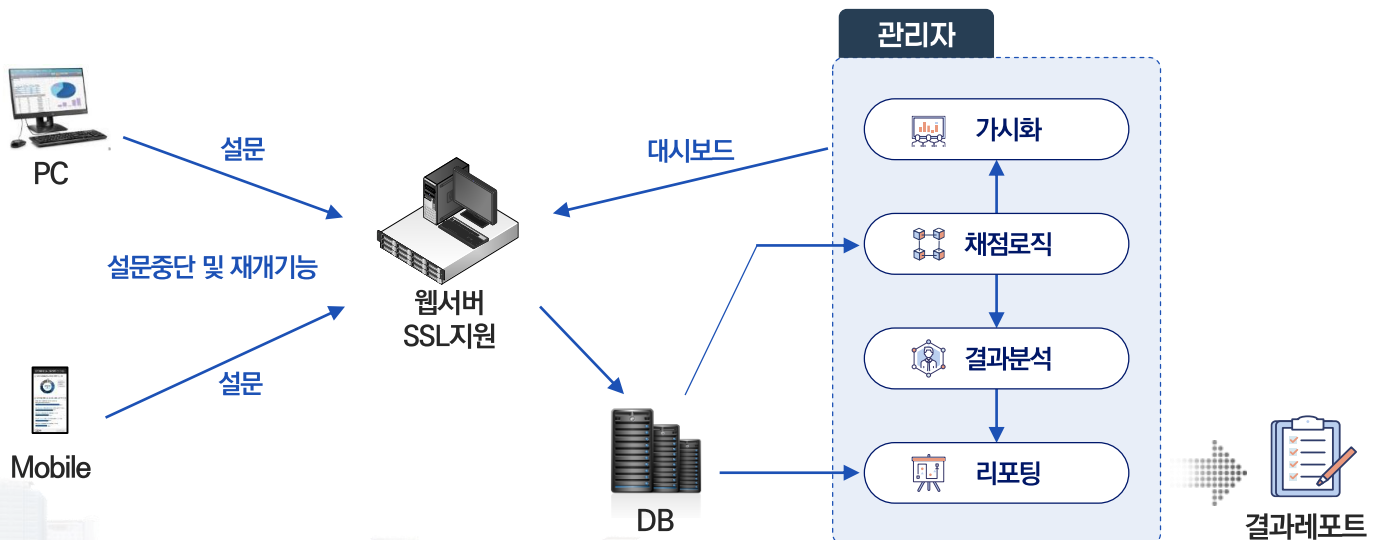 관리자
PC
설문
대시보드
가시화
설문중단 및 재개기능
채점로직
웹서버
SSL지원
결과분석
설문
Mobile
리포팅
DB
결과레포트